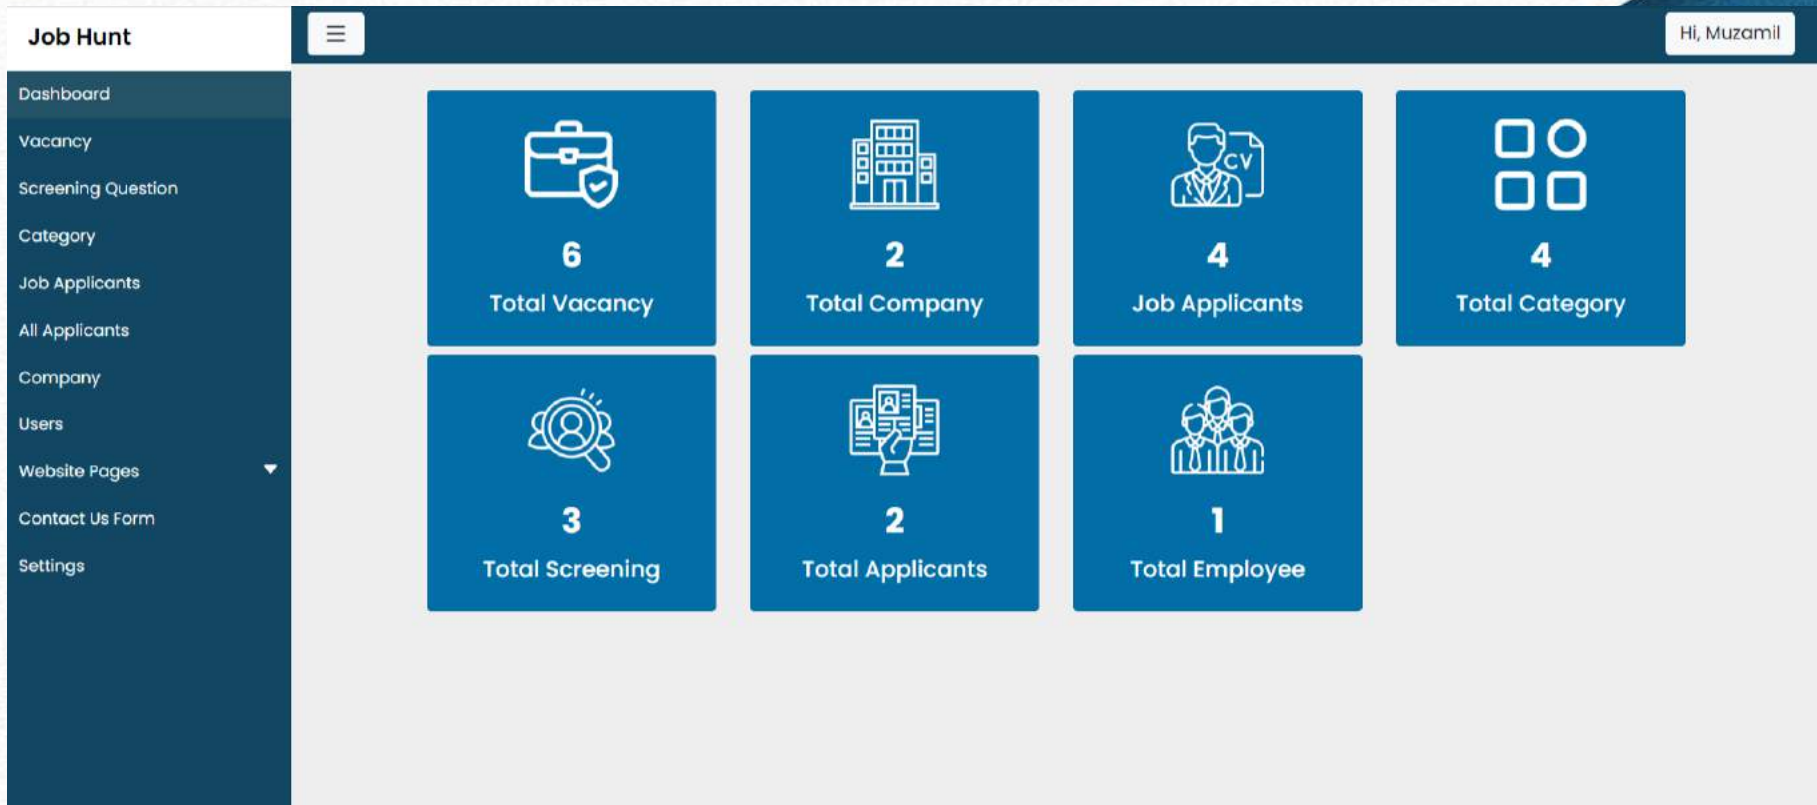 Job Hunt
Hi, Muzamil
Dashboard
Vacancy
Screening Question
Category
Job Applicants
All Applicants
Company
Users
Website Pages
Contact Us Form
Settings
6
Total Vacancy
2
Total Company
CV
4
Job Applicants
4
Total Category
3
Total Screening
2
Total Applicants
1
Total Employee